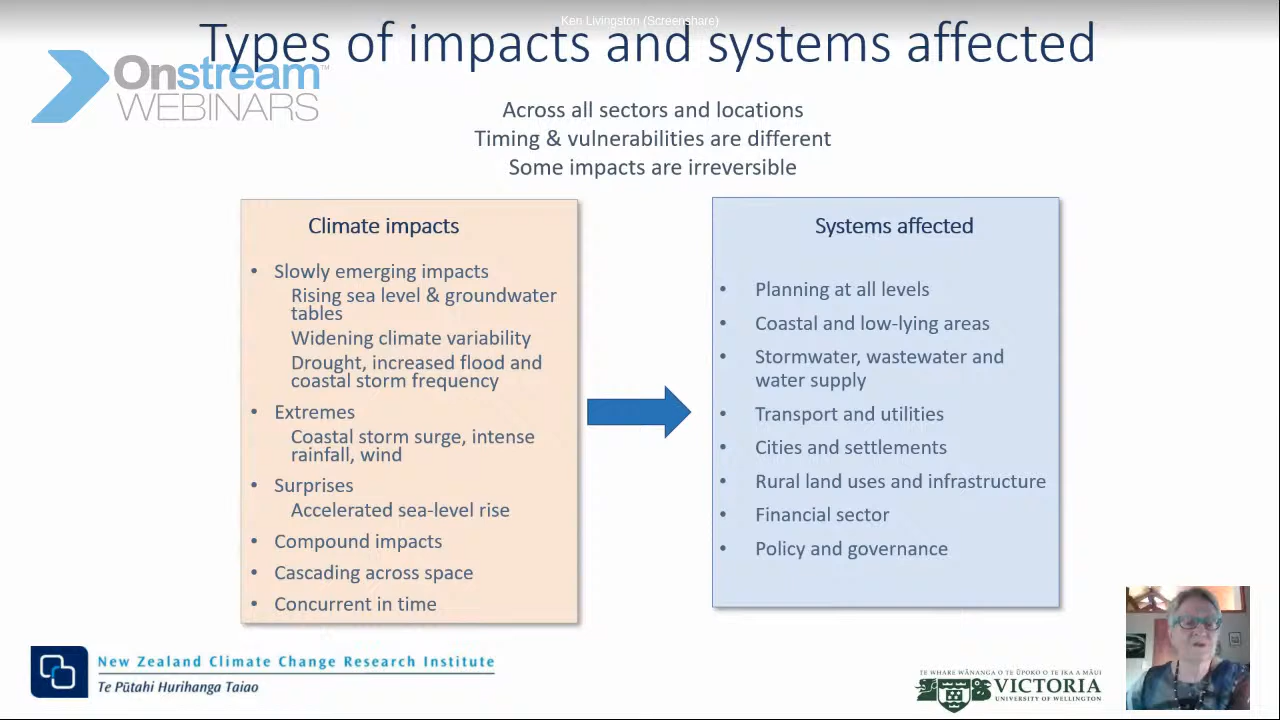 Ken Livingston (Screenshare)
Types of impacts and systems affected
Onstream™
WEBINARS
Across all sectors and locations
Timing & vulnerabilities are different
Some impacts are irreversible
Climate impacts
• Slowly emerging impacts
Rising sea level & groundwater
tables
Widening climate variability
Drought, increased flood and
coastal storm frequency
• Extremes
Coastal storm surge, intense
rainfall, wind
• Surprises
Accelerated sea-level rise
• Compound impacts
• Cascading across space
• Concurrent in time
Systems affected
• Planning at all levels
• Coastal and low-lying areas
• Stormwater, wastewater and
water supply
• Transport and utilities
• Cities and settlements
• Rural land uses and infrastructure
• Financial sector
• Policy and governance
New Zealand Climate Change Research Institute
Te Pūtahi Hurihanga Taiao
TE WHARE WĀNANGA O TE ŪPOKO O TE IKA A MĀUI
VICTORIA
UNIVERSITY OF WELLINGTON